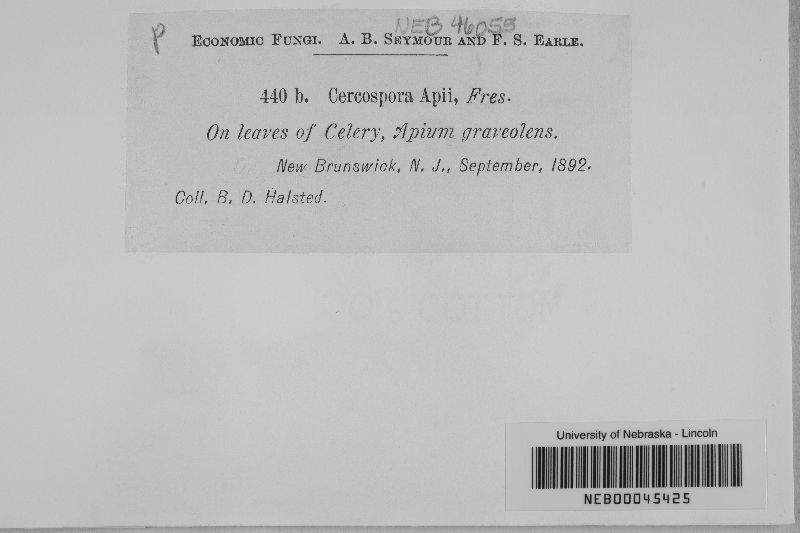 P
NEB 46055
ECONOMIC FUNGI. A. B. SEYMOUR AND F. S. EARLE.
440 b. Cercospora Apii, Fres.
On leaves of Celery, Apium graveolens.
New Brunswick, N. J., September, 1892.
Coll. B. D. Halsted.
University of Nebraska - Lincoln
NEB00045425